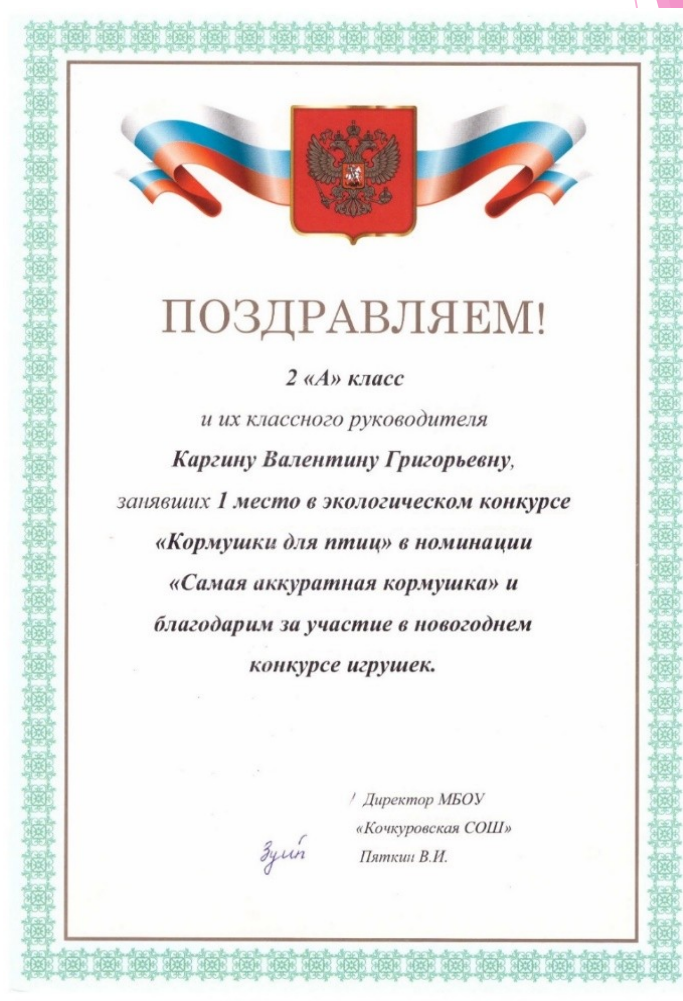 ПОЗДРАВЛЯЕМ!
2 «А» класс
и их классного руководителя
Каргину Валентину Григорьевну,
занявших 1 место в экологическом конкурсе
«Кормушки для птиц» в номинации
«Самая аккуратная кормушка» и
благодарим за участие в новогоднем
конкурсе игрушек.
Директор МБОУ
«Кочкуровская СОШ»
Пяткин В.И.